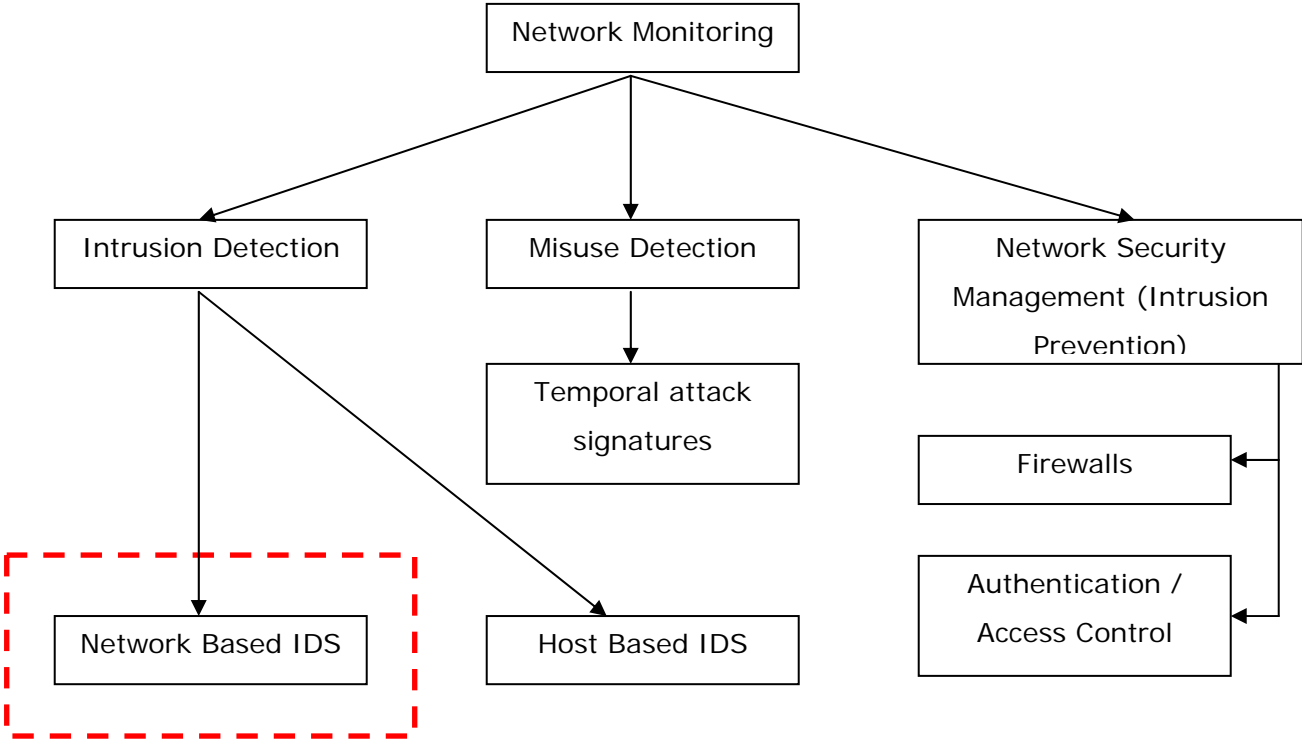 Network Monitoring
Intrusion Detection
Misuse Detection
Network Security
Management (Intrusion
Prevention)
Temporal attack
signatures
Firewalls
Authentication /
Access Control
Network Based IDS
Host Based IDS